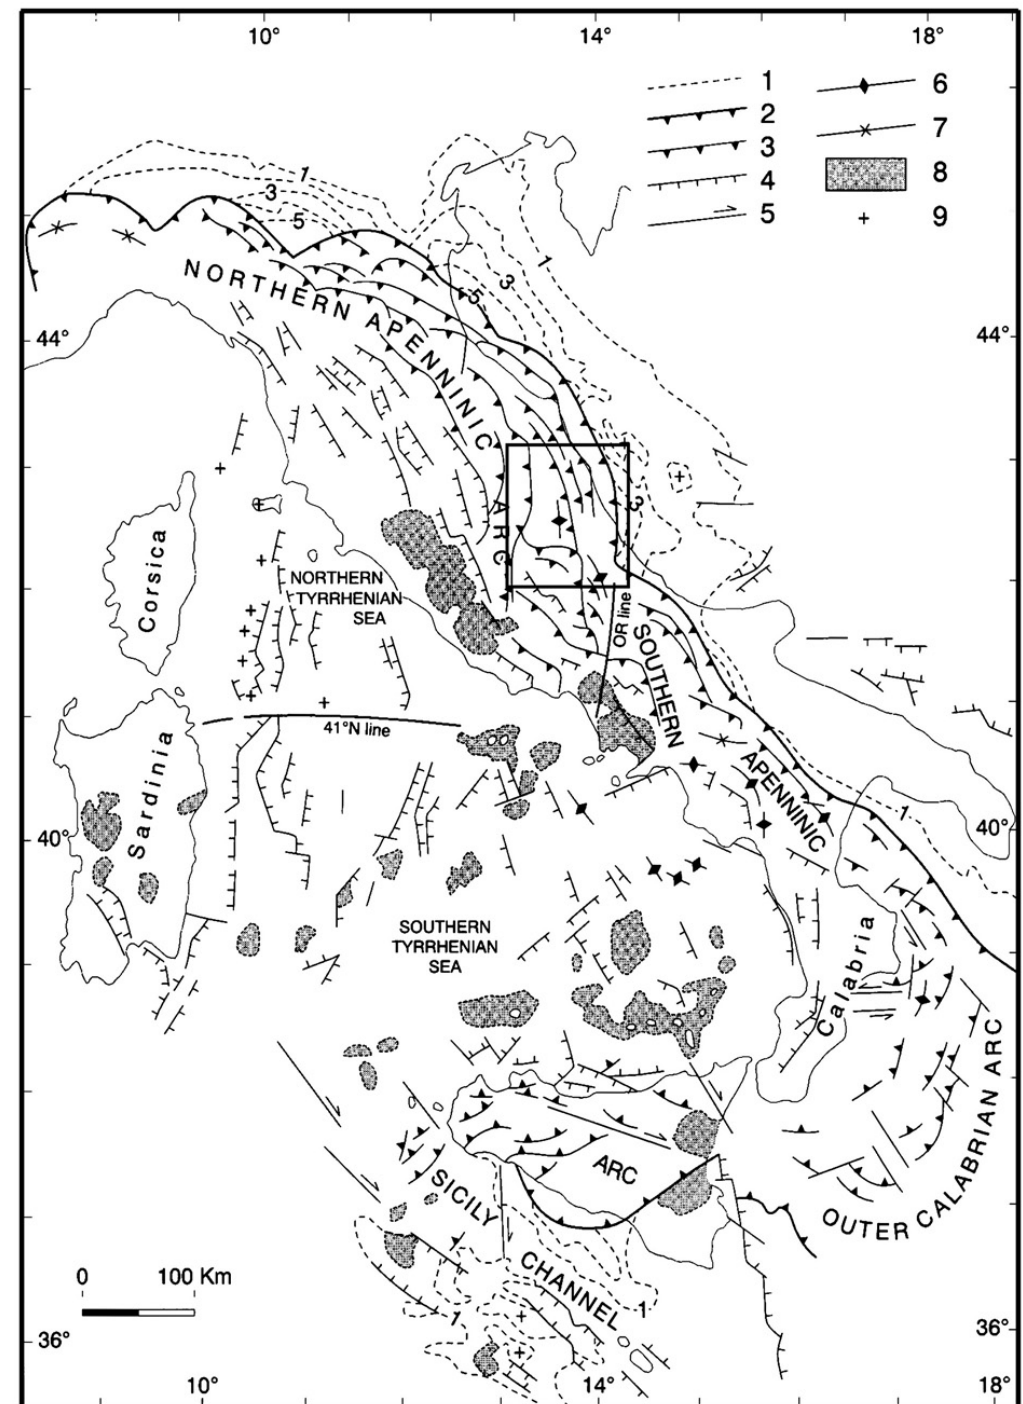 10° 14° 18°
1 6
2 7
3 8
4 9
5
1
3
5
1
3
5
NORTHERN APENNINIC ARC
44° 44°
3
Corsica
NORTHERN
TYRRHENIAN
SEA
OR line
SOUTHERN
APENNINIC
41°N line
Sardinia
1
40° 40°
SOUTHERN
TYRRHENIAN
SEA
Calabria
OUTER CALABRIAN ARC
ARC
SICILY
CHANNEL
0 100 Km
1
1
36° 36°
10° 14° 18°